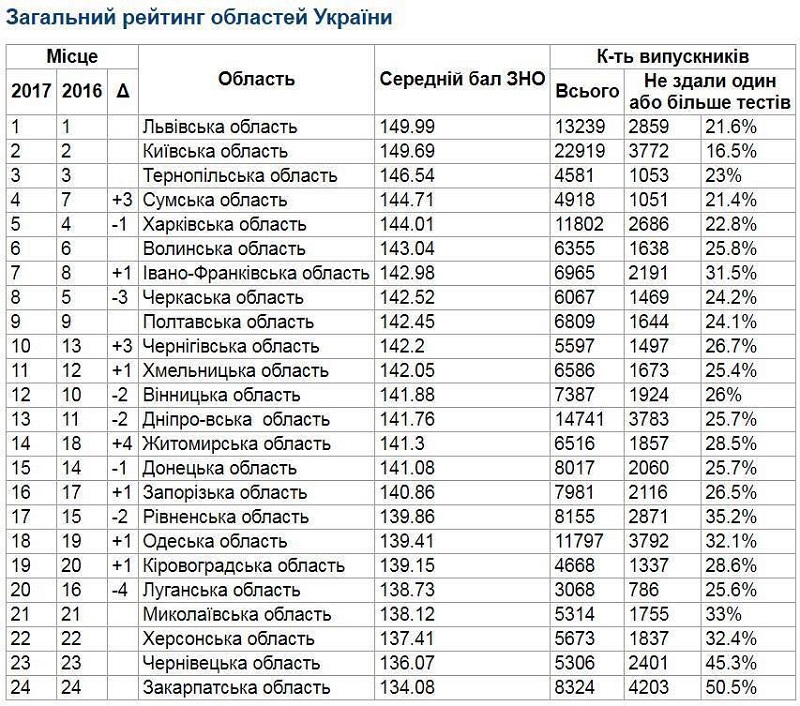 Загальний рейтинг областей України
Місце Область Середній бал ЗНО К-ть випускників
2017 2016 Δ Всього Не здали один або більше тестів
1 1 Львівська область 149.99 13239 2859 21.6%
2 2 Київська область 149.69 22919 3772 16.5%
3 3 Тернопільська область 146.54 4581 1053 23%
4 7 +3 Сумська область 144.71 4918 1051 21.4%
5 4 -1 Харківська область 144.01 11802 2686 22.8%
6 6 Волинська область 143.04 6355 1638 25.8%
7 8 +1 Івано-Франківська область 142.98 6965 2191 31.5%
8 5 -3 Черкаська область 142.52 6067 1469 24.2%
9 9 Полтавська область 142.45 6809 1644 24.1%
10 13 +3 Чернігівська область 142.2 5597 1497 26.7%
11 12 +1 Хмельницька область 142.05 6586 1673 25.4%
12 10 -2 Вінницька область 141.88 7387 1924 26%
13 11 -2 Дніпро-вська область 141.76 14741 3783 25.7%
14 18 +4 Житомирська область 141.3 6516 1857 28.5%
15 14 -1 Донецька область 141.08 8017 2060 25.7%
16 17 +1 Запорізька область 140.86 7981 2116 26.5%
17 15 -2 Рівненська область 139.86 8155 2871 35.2%
18 19 +1 Одеська область 139.41 11797 3792 32.1%
19 20 +1 Кіровоградська область 139.15 4668 1337 28.6%
20 16 -4 Луганська область 138.73 3068 786 25.6%
21 21 Миколаївська область 138.12 5314 1755 33%
22 22 Херсонська область 137.41 5673 1837 32.4%
23 23 Чернівецька область 136.07 5306 2401 45.3%
24 24 Закарпатська область 134.08 8324 4203 50.5%